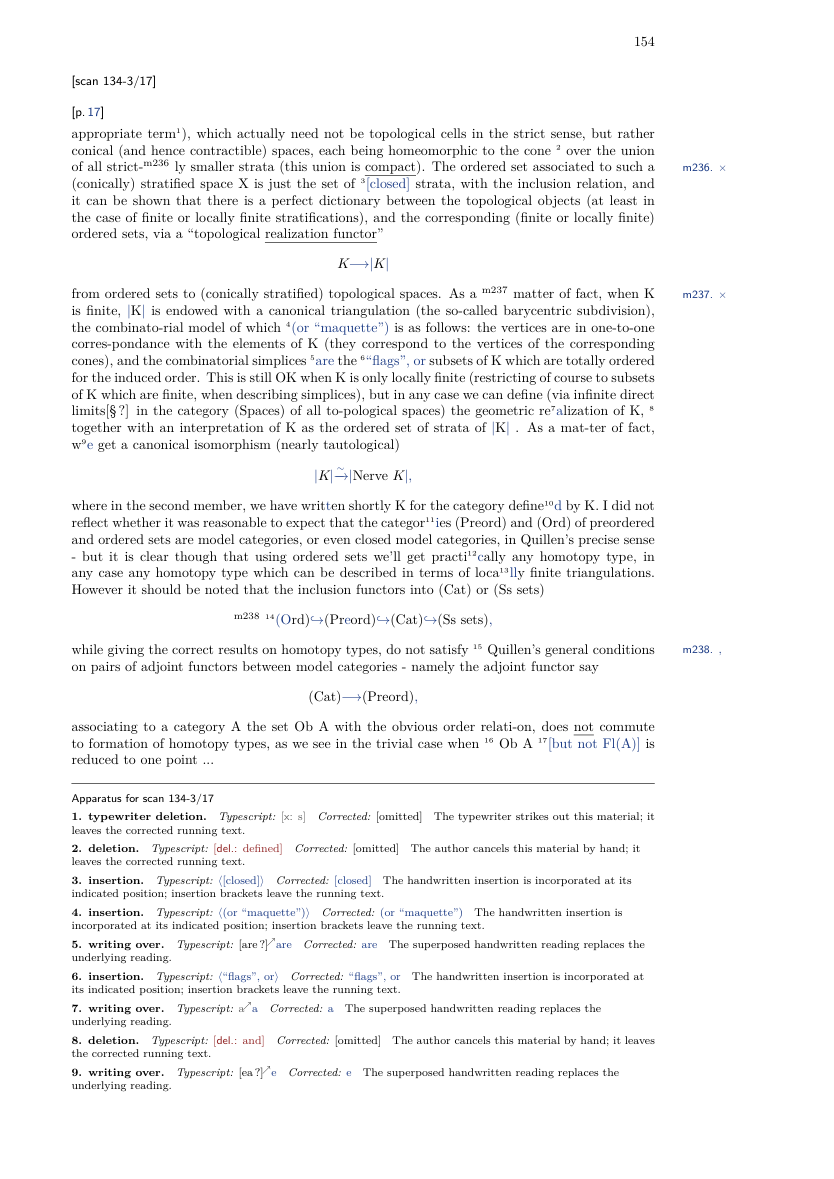 154
[scan 134-3/17]
[p. 17]
appropriate term¹), which actually need not be topological cells in the strict sense, but rather
conical (and hence contractible) spaces, each being homeomorphic to the cone ² over the union
of all strict-ᵐ²³⁶ ly smaller strata (this union is compact). The ordered set associated to such a
m236. ×
(conically) stratified space X is just the set of ³[closed] strata, with the inclusion relation, and
it can be shown that there is a perfect dictionary between the topological objects (at least in
the case of finite or locally finite stratifications), and the corresponding (finite or locally finite)
ordered sets, via a “topological realization functor”
K⟶|K|
from ordered sets to (conically stratified) topological spaces. As a ᵐ²³⁷ matter of fact, when K
m237. ×
is finite, |K| is endowed with a canonical triangulation (the so-called barycentric subdivision),
the combinato-rial model of which ⁴(or “maquette”) is as follows: the vertices are in one-to-one
corres-pondance with the elements of K (they correspond to the vertices of the corresponding
cones), and the combinatorial simplices ⁵are the ⁶“flags”, or subsets of K which are totally ordered
for the induced order. This is still OK when K is only locally finite (restricting of course to subsets
of K which are finite, when describing simplices), but in any case we can define (via infinite direct
limits[§ ?] in the category (Spaces) of all to-pological spaces) the geometric re⁷alization of K, ⁸
together with an interpretation of K as the ordered set of strata of |K| . As a mat-ter of fact,
w⁹e get a canonical isomorphism (nearly tautological)
|K|⥲|Nerve K|,
where in the second member, we have written shortly K for the category define¹⁰d by K. I did not
reflect whether it was reasonable to expect that the categor¹¹ies (Preord) and (Ord) of preordered
and ordered sets are model categories, or even closed model categories, in Quillen’s precise sense
- but it is clear though that using ordered sets we’ll get practi¹²cally any homotopy type, in
any case any homotopy type which can be described in terms of loca¹³lly finite triangulations.
However it should be noted that the inclusion functors into (Cat) or (Ss sets)
ᵐ²³⁸ ¹⁴(Ord)↪(Preord)↪(Cat)↪(Ss sets),
while giving the correct results on homotopy types, do not satisfy ¹⁵ Quillen’s general conditions
m238. ,
on pairs of adjoint functors between model categories - namely the adjoint functor say
(Cat)⟶(Preord),
associating to a category A the set Ob A with the obvious order relati-on, does not commute
to formation of homotopy types, as we see in the trivial case when ¹⁶ Ob A ¹⁷[but not Fl(A)] is
reduced to one point ...
Apparatus for scan 134-3/17
1. typewriter deletion. Typescript: [x: s] Corrected: [omitted] The typewriter strikes out this material; it
leaves the corrected running text.
2. deletion. Typescript: [del.: defined] Corrected: [omitted] The author cancels this material by hand; it
leaves the corrected running text.
3. insertion. Typescript: ⟨[closed]⟩ Corrected: [closed] The handwritten insertion is incorporated at its
indicated position; insertion brackets leave the running text.
4. insertion. Typescript: ⟨(or “maquette”)⟩ Corrected: (or “maquette”) The handwritten insertion is
incorporated at its indicated position; insertion brackets leave the running text.
5. writing over. Typescript: [are ?]↗are Corrected: are The superposed handwritten reading replaces the
underlying reading.
6. insertion. Typescript: ⟨“flags”, or⟩ Corrected: “flags”, or The handwritten insertion is incorporated at
its indicated position; insertion brackets leave the running text.
7. writing over. Typescript: a↗a Corrected: a The superposed handwritten reading replaces the
underlying reading.
8. deletion. Typescript: [del.: and] Corrected: [omitted] The author cancels this material by hand; it leaves
the corrected running text.
9. writing over. Typescript: [ea ?]↗e Corrected: e The superposed handwritten reading replaces the
underlying reading.